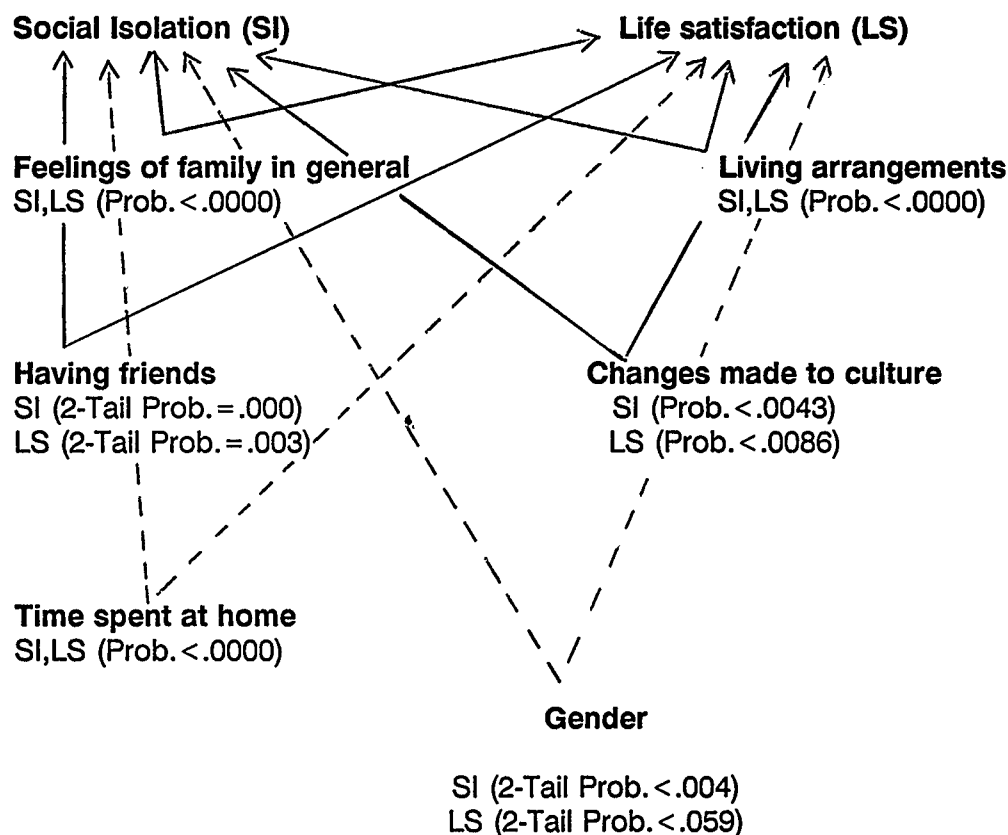 Social Isolation (SI)
Life satisfaction (LS)
Feelings of family in general
SI,LS (Prob.<.0000)
Living arrangements
SI,LS (Prob.<.0000)
Having friends
SI (2-Tail Prob.=.000)
LS (2-Tail Prob.=.003)
Changes made to culture
SI (Prob.<.0043)
LS (Prob.<.0086)
Time spent at home
SI,LS (Prob.<.0000)
Gender
SI (2-Tail Prob.<.004)
LS (2-Tail Prob.<.059)